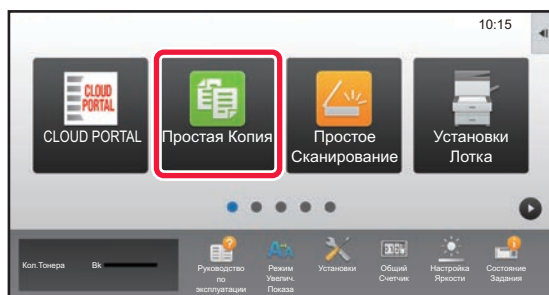 10:15
CLOUD
PORTAL
CLOUD PORTAL
Простая Копия
Простое
Сканирование
Установки
Лотка
Кол.Тонера
Bk
Руководство
по
эксплуатации
Режим
Увелич.
Показа
Установки
Общий
Счетчик
Настройка
Яркости
Состояние
Задания